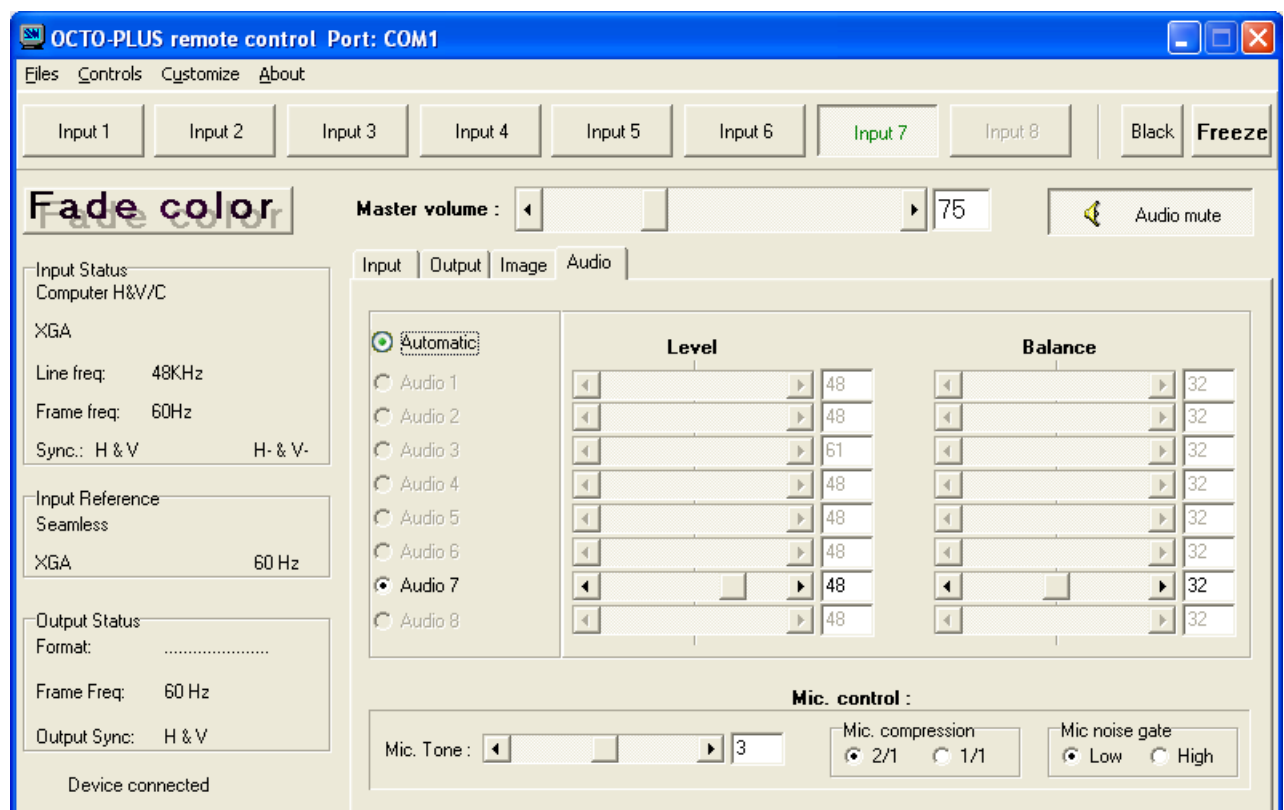 OCTO-PLUS remote control Port: COM1
Files Controls Customize About
Input 1 Input 2 Input 3 Input 4 Input 5 Input 6 Input 7 Input 8 Black Freeze
Fade color
Master volume : 75 Audio mute
Input Output Image Audio
Input Status
Computer H&V/C
XGA
Line freq: 48KHz
Frame freq: 60Hz
Sync.: H & V H- & V-
Input Reference
Seamless
XGA 60 Hz
Output Status
Format: ......................
Frame Freq: 60 Hz
Output Sync: H & V
Device connected
Automatic Level Balance
Audio 1 48 32
Audio 2 48 32
Audio 3 61 32
Audio 4 48 32
Audio 5 48 32
Audio 6 48 32
Audio 7 48 32
Audio 8 48 32
Mic. control :
Mic. Tone : 3
Mic. compression
2/1 1/1
Mic noise gate
Low High